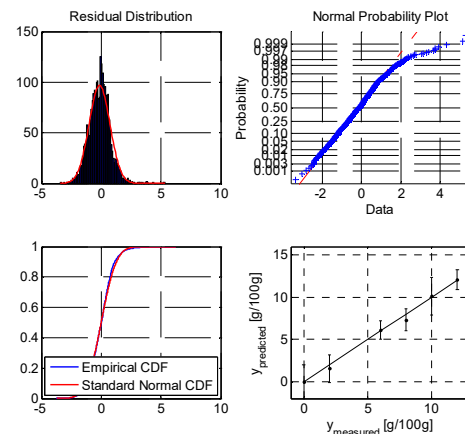 Residual Distribution
150
100
50
0
-5 0 5 10
Normal Probability Plot
Probability
0.999
0.997
0.99
0.98
0.95
0.90
0.75
0.50
0.25
0.10
0.05
0.02
0.01
0.003
0.001
-2 0 2 4
Data
1
0.8
0.6
0.4
0.2
0
Empirical CDF
Standard Normal CDF
-5 0 5 10
y predicted [g/100g]
15
10
5
0
0 5 10
y measured [g/100g]